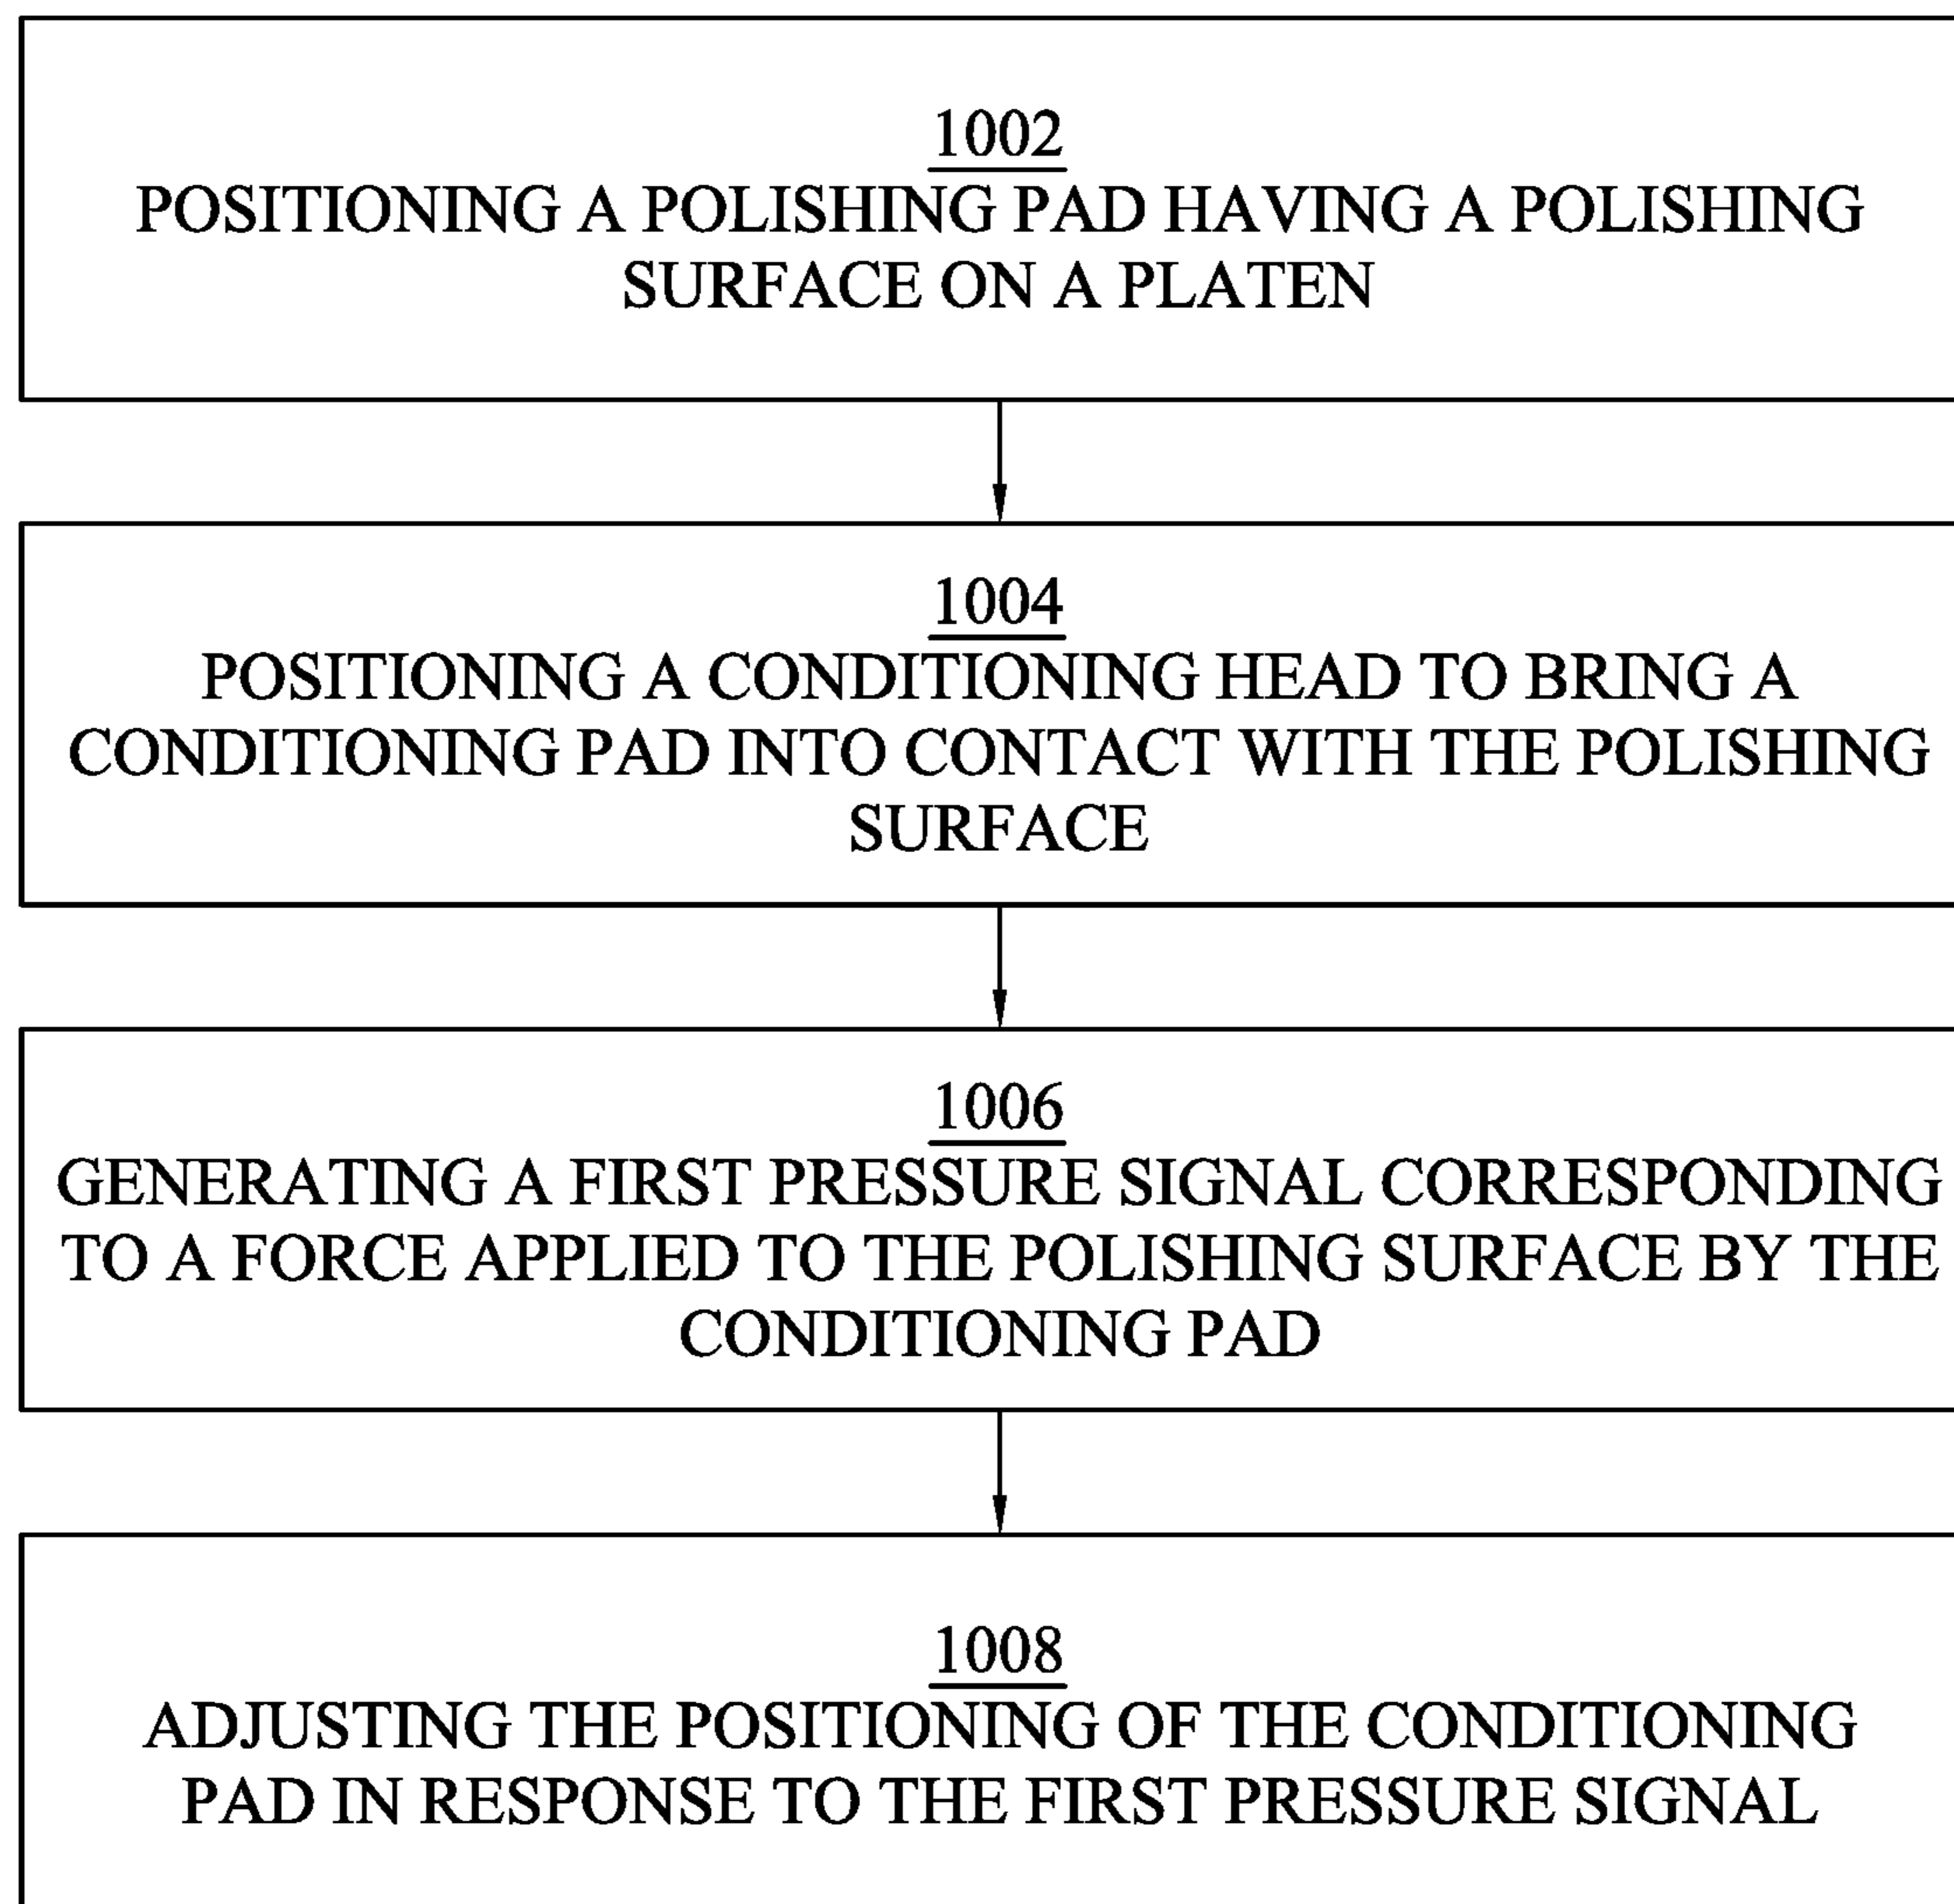 1002
POSITIONING A POLISHING PAD HAVING A POLISHING
SURFACE ON A PLATEN
1004
POSITIONING A CONDITIONING HEAD TO BRING A
CONDITIONING PAD INTO CONTACT WITH THE POLISHING
SURFACE
1006
GENERATING A FIRST PRESSURE SIGNAL CORRESPONDING
TO A FORCE APPLIED TO THE POLISHING SURFACE BY THE
CONDITIONING PAD
1008
ADJUSTING THE POSITIONING OF THE CONDITIONING
PAD IN RESPONSE TO THE FIRST PRESSURE SIGNAL